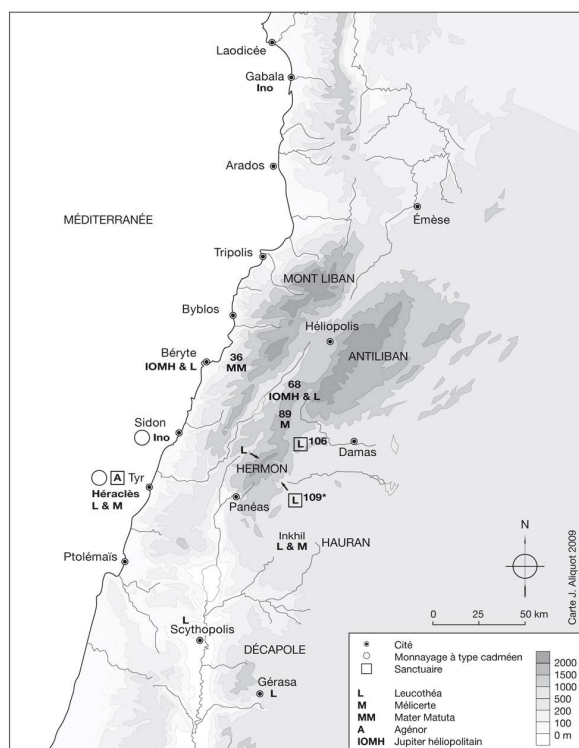 Laodicée
Gabala
Ino
Arados
MÉDITERRANÉE
Émèse
Tripolis
MONT LIBAN
Byblos
Héliopolis
ANTILIBAN
Béryte
IOMH & L
36
MM
68
IOMH & L
89
M
Sidon
Ino
L 106
Damas
L
HERMON
A Tyr
Héraclès
L & M
L 109*
Panéas
Inkhil
L & M
HAURAN
Ptolémaïs
N
L
Scythopolis
0 25 50 km
DÉCAPOLE
Gérasa
L
Carte J. Aliquot 2009
Cité
Monnayage à type cadméen
Sanctuaire
L Leucothéa
M Mélicerte
MM Mater Matuta
A Agénor
IOMH Jupiter héliopolitain
2000
1500
1000
500
200
100
0 m